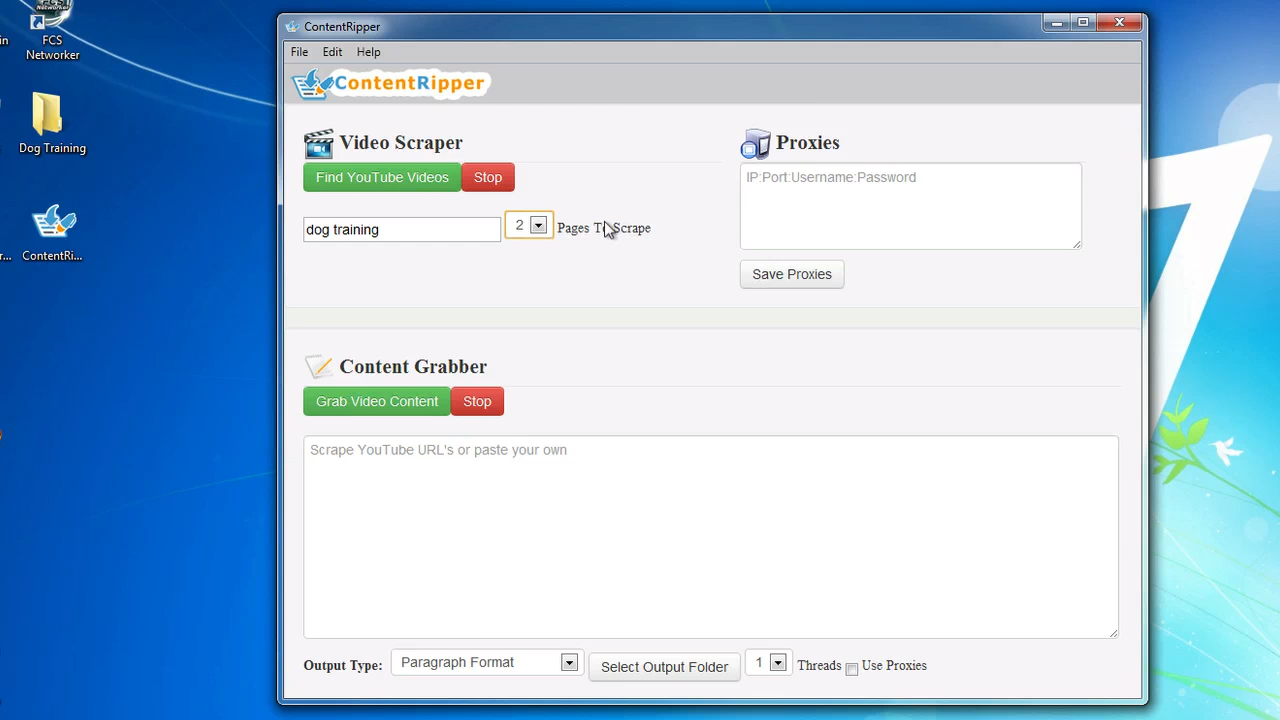 FCS
Networker
in
Dog Training
r...
ContentRi...
ContentRipper
File Edit Help
ContentRipper
Video Scraper
Find YouTube Videos Stop
dog training 2 Pages To Scrape
Proxies
IP:Port:Username:Password
Save Proxies
Content Grabber
Grab Video Content Stop
Scrape YouTube URL's or paste your own
Output Type: Paragraph Format Select Output Folder 1 Threads Use Proxies